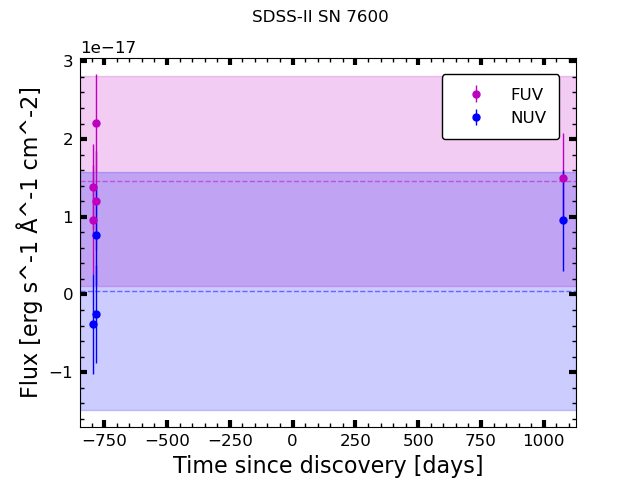 SDSS-II SN 7600
1e−17
3
2
1
0
−1
Flux [erg s^-1 Å^-1 cm^-2]
FUV
NUV
−750 −500 −250 0 250 500 750 1000
Time since discovery [days]